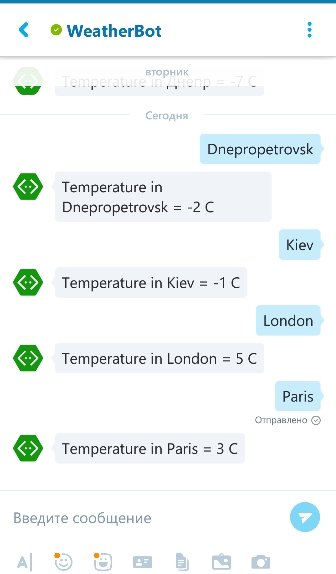 WeatherBot
вторник
Temperature in Днепр = -7 C
Сегодня
Dnepropetrovsk
Temperature in
Dnepropetrovsk = -2 C
Kiev
Temperature in Kiev = -1 C
London
Temperature in London = 5 C
Paris
Отправлено
Temperature in Paris = 3 C
Введите сообщение
A